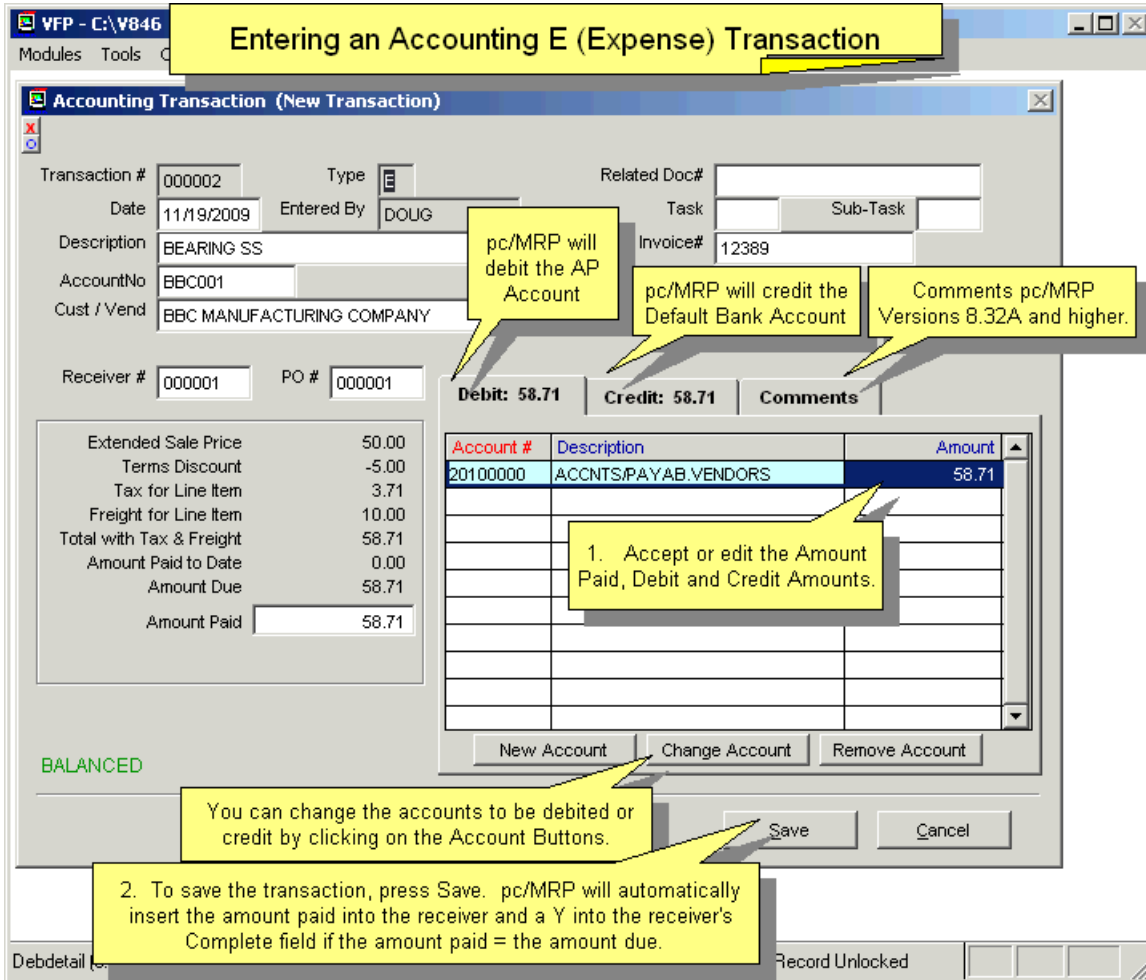 VFP - C:\V846
Entering an Accounting E (Expense) Transaction
Modules Tools
Accounting Transaction (New Transaction)
Transaction # 000002 Type E Related Doc#
Date 11/19/2009 Entered By DOUG Task Sub-Task
Description BEARING SS Invoice# 12389
AccountNo BBC001
Cust / Vend BBC MANUFACTURING COMPANY
pc/MRP will
debit the AP
Account
pc/MRP will credit the
Default Bank Account
Comments pc/MRP
Versions 8.32A and higher.
Receiver # 000001 PO # 000001
Debit: 58.71 Credit: 58.71 Comments
Extended Sale Price 50.00
Terms Discount -5.00
Tax for Line Item 3.71
Freight for Line Item 10.00
Total with Tax & Freight 58.71
Amount Paid to Date 0.00
Amount Due 58.71
Amount Paid 58.71
Account # Description Amount
20100000 ACCNTS/PAYAB.VENDORS 58.71
1. Accept or edit the Amount
Paid, Debit and Credit Amounts.
New Account Change Account Remove Account
BALANCED
You can change the accounts to be debited or
credit by clicking on the Account Buttons.
Save Cancel
2. To save the transaction, press Save. pc/MRP will automatically
insert the amount paid into the receiver and a Y into the receiver's
Complete field if the amount paid = the amount due.
Debdetail Record Unlocked